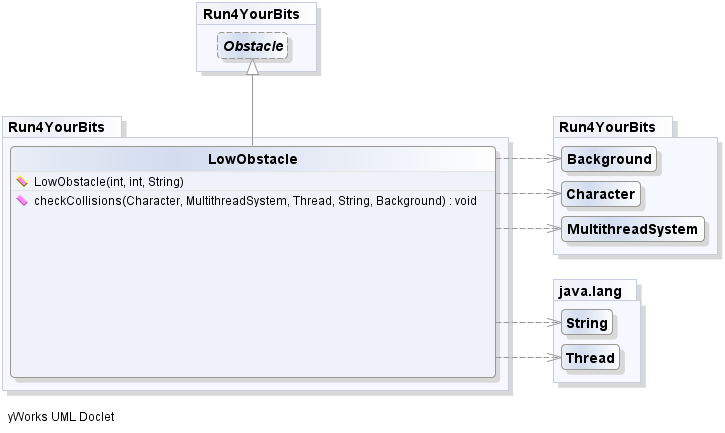 Run4YourBits
Obstacle
Run4YourBits
LowObstacle
LowObstacle(int, int, String)
checkCollisions(Character, MultithreadSystem, Thread, String, Background) : void
Run4YourBits
Background
Character
MultithreadSystem
java.lang
String
Thread
yWorks UML Doclet